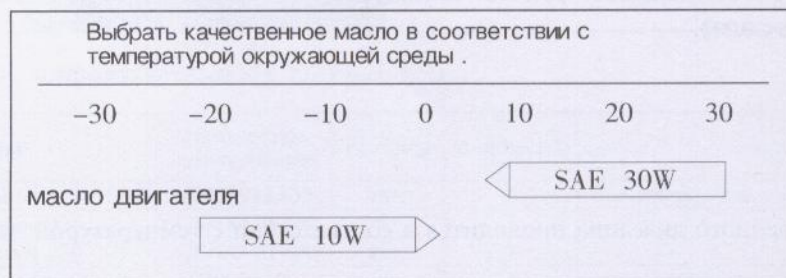 Выбрать качественное масло в соответствии с
температурой окружающей среды .
-30 -20 -10 0 10 20 30
SAE 30W
масло двигателя
SAE 10W